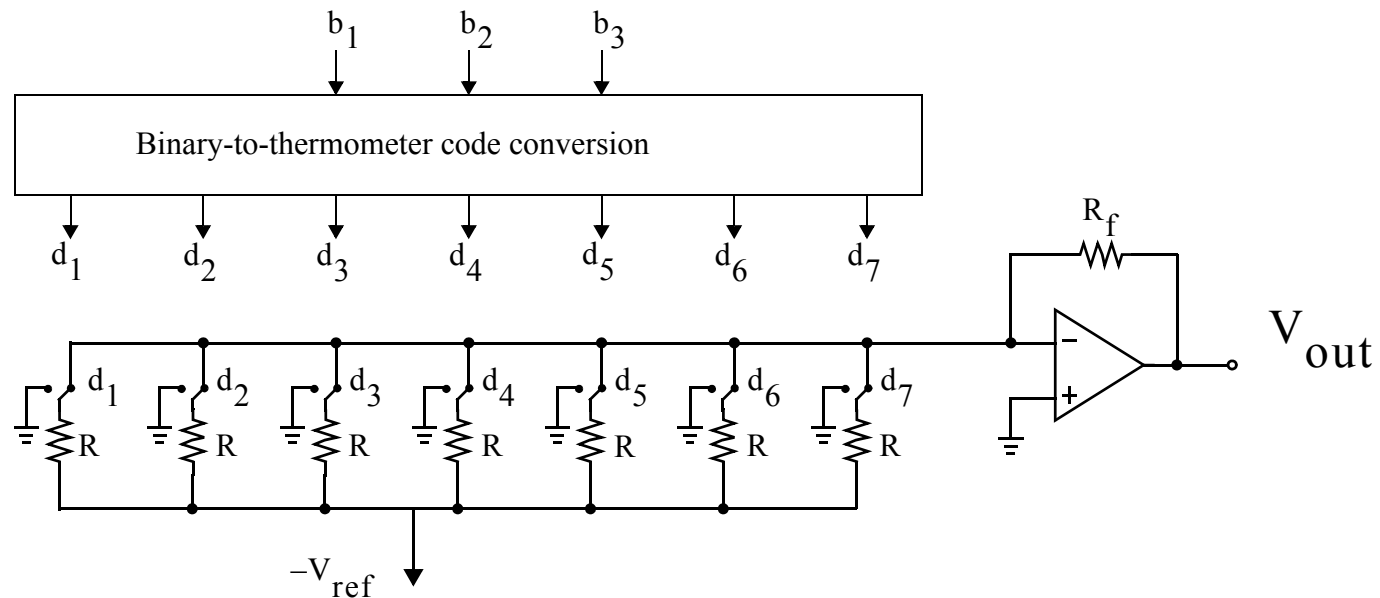 b1 b2 b3
Binary-to-thermometer code conversion
d1 d2 d3 d4 d5 d6 d7
Rf
Vout
− +
d1 d2 d3 d4 d5 d6 d7
R R R R R R R
–Vref